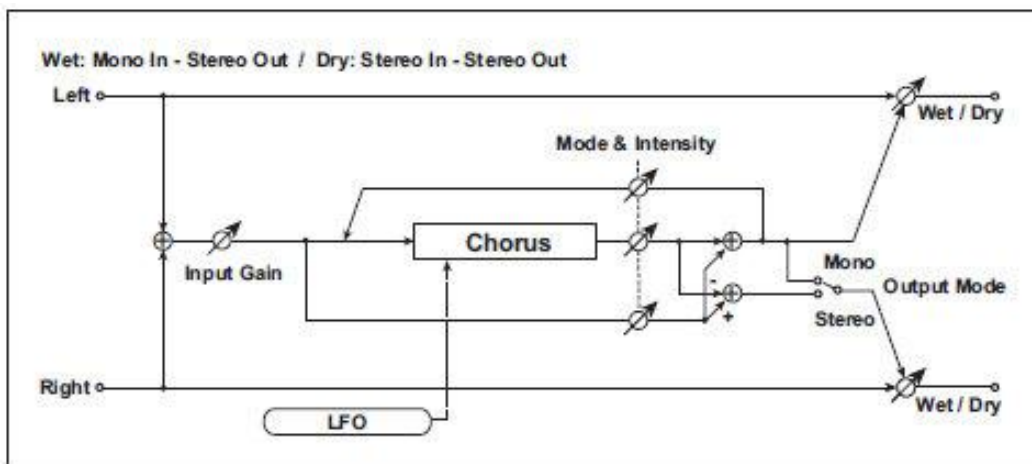 Wet: Mono In - Stereo Out / Dry: Stereo In - Stereo Out
Left
Wet / Dry
Mode & Intensity
Chorus
Input Gain
Mono
Output Mode
-
+
Stereo
Right
Wet / Dry
LFO